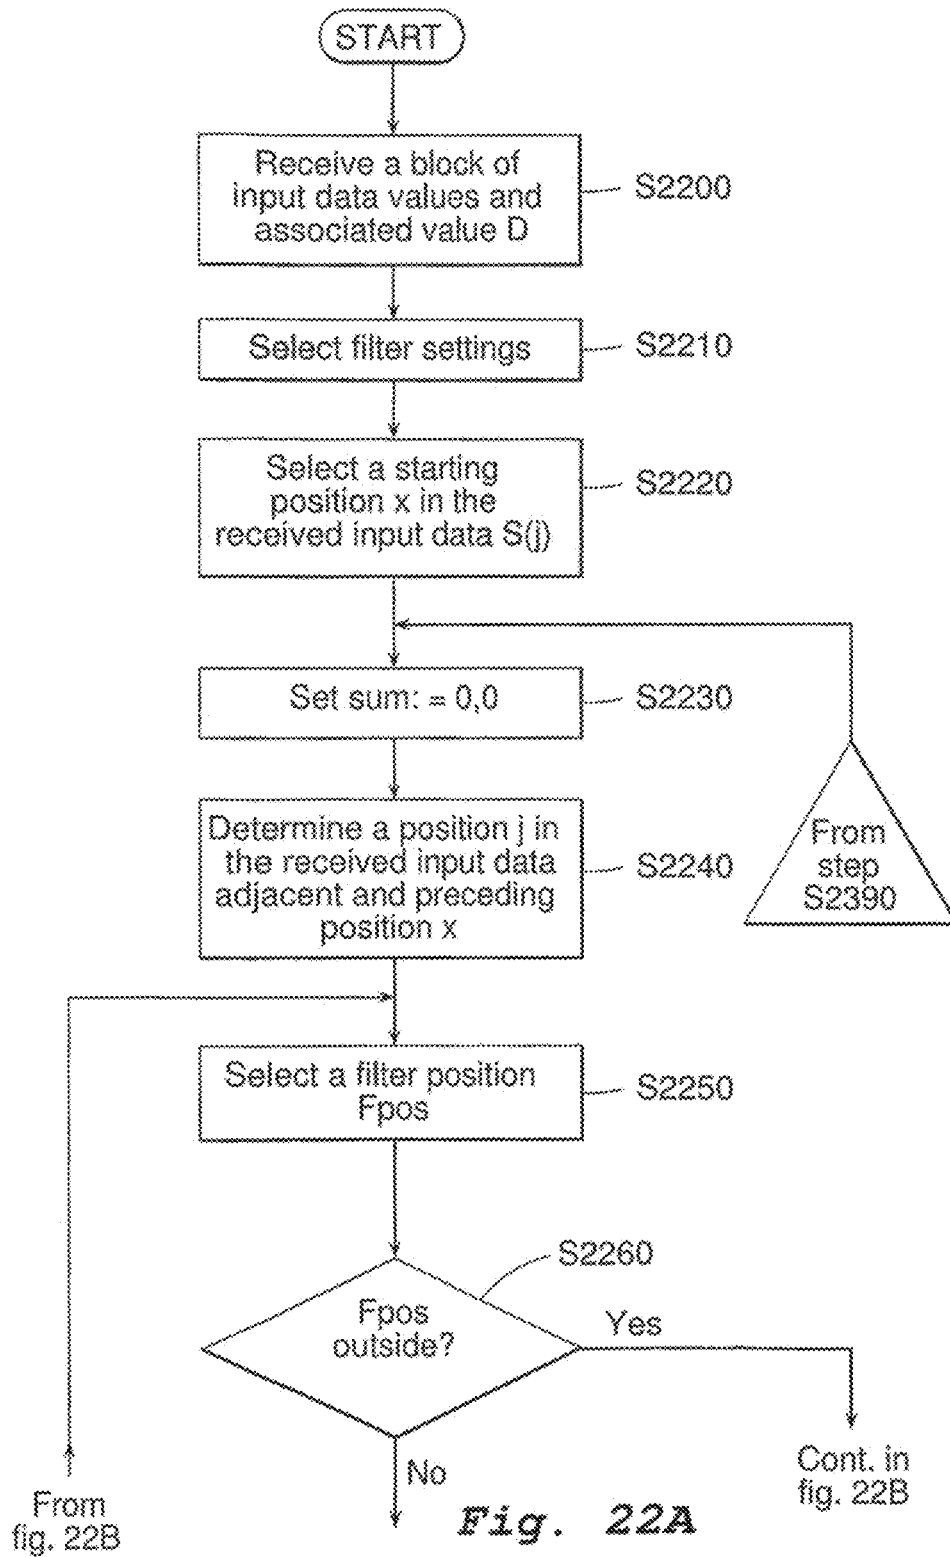 START
Receive a block of
input data values and
associated value D
S2200
Select filter settings
S2210
Select a starting
position x in the
received input data S(j)
S2220
Set sum: = 0,0
S2230
Determine a position j in
the received input data
adjacent and preceding
position x
S2240
From
step
S2390
Select a filter position
Fpos
S2250
S2260
Fpos
outside?
Yes
No
Cont. in
fig. 22B
From
fig. 22B
Fig. 22A